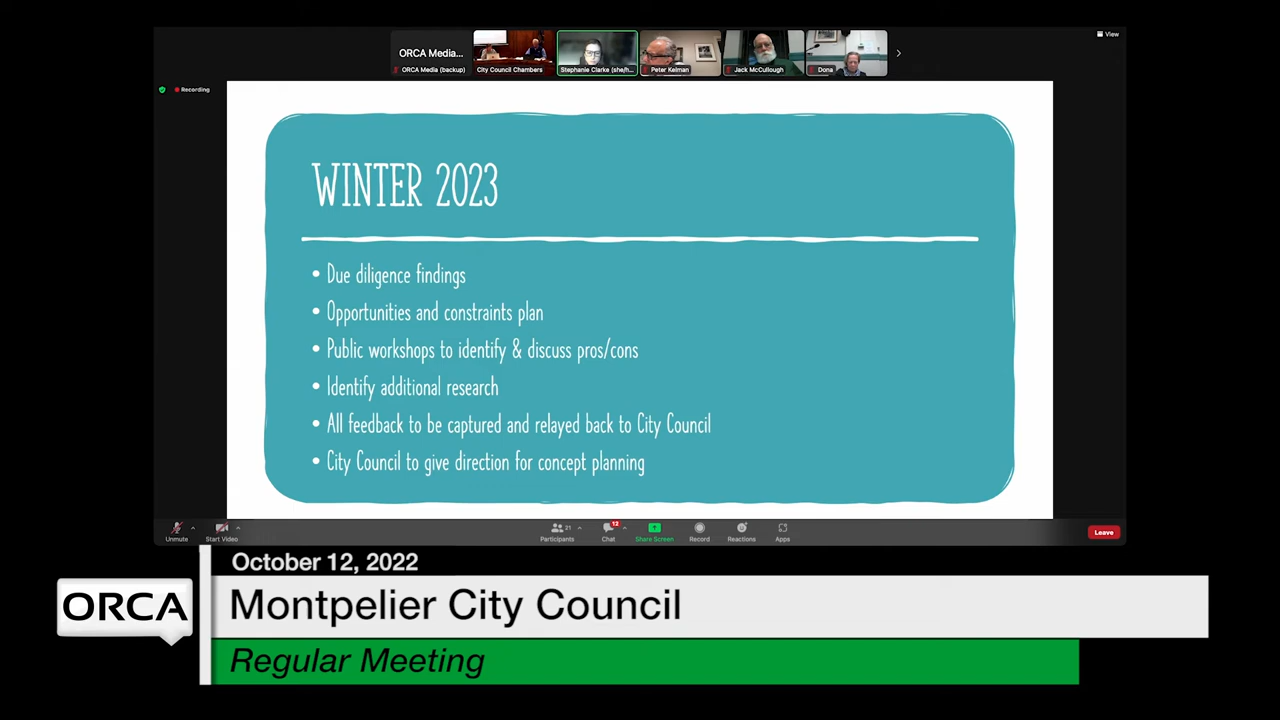 View
ORCA Media...
ORCA Media (backup)
City Council Chambers
Stephanie Clarke (she/h...
Peter Kelman
Jack McCullough
Dona
Recording
WINTER 2023
• Due diligence findings
• Opportunities and constraints plan
• Public workshops to identify & discuss pros/cons
• Identify additional research
• All feedback to be captured and relayed back to City Council
• City Council to give direction for concept planning
Unmute
Start Video
21
Participants
12
Chat
Share Screen
Record
Reactions
Apps
Leave
October 12, 2022
ORCA
Montpelier City Council
Regular Meeting